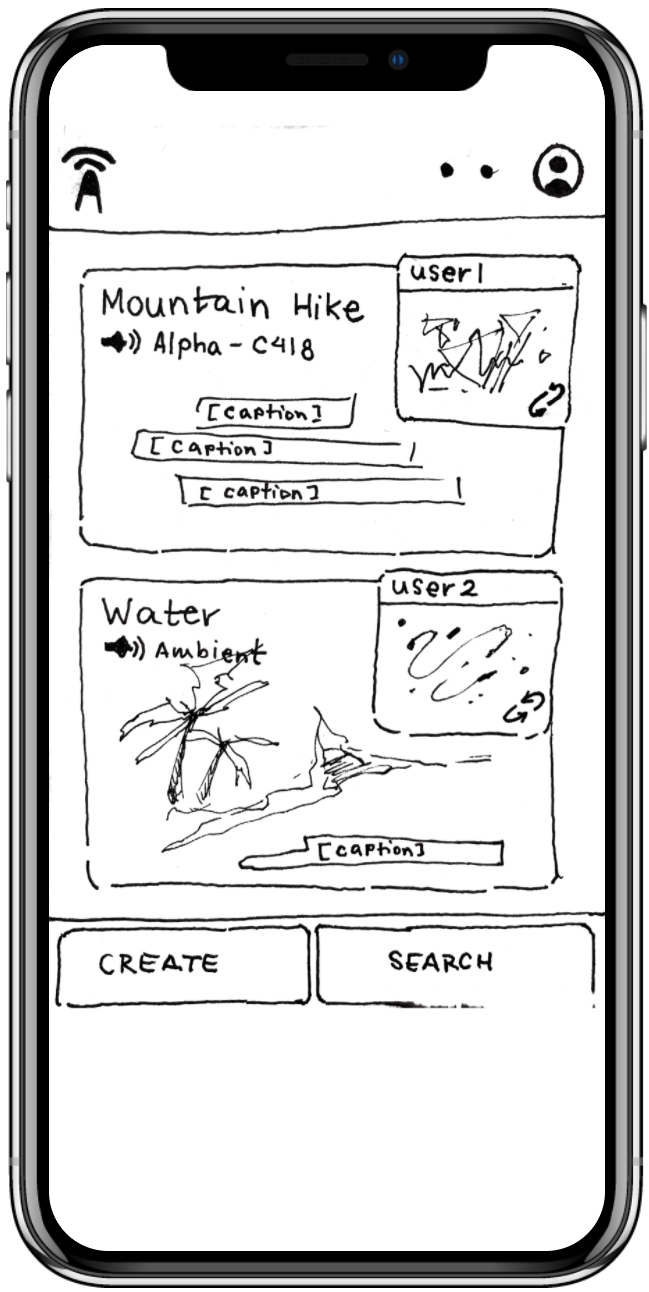 user1
Mountain Hike
Alpha - C418
[caption]
[caption]
[caption]
user2
Water
Ambient
[caption]
CREATE
SEARCH